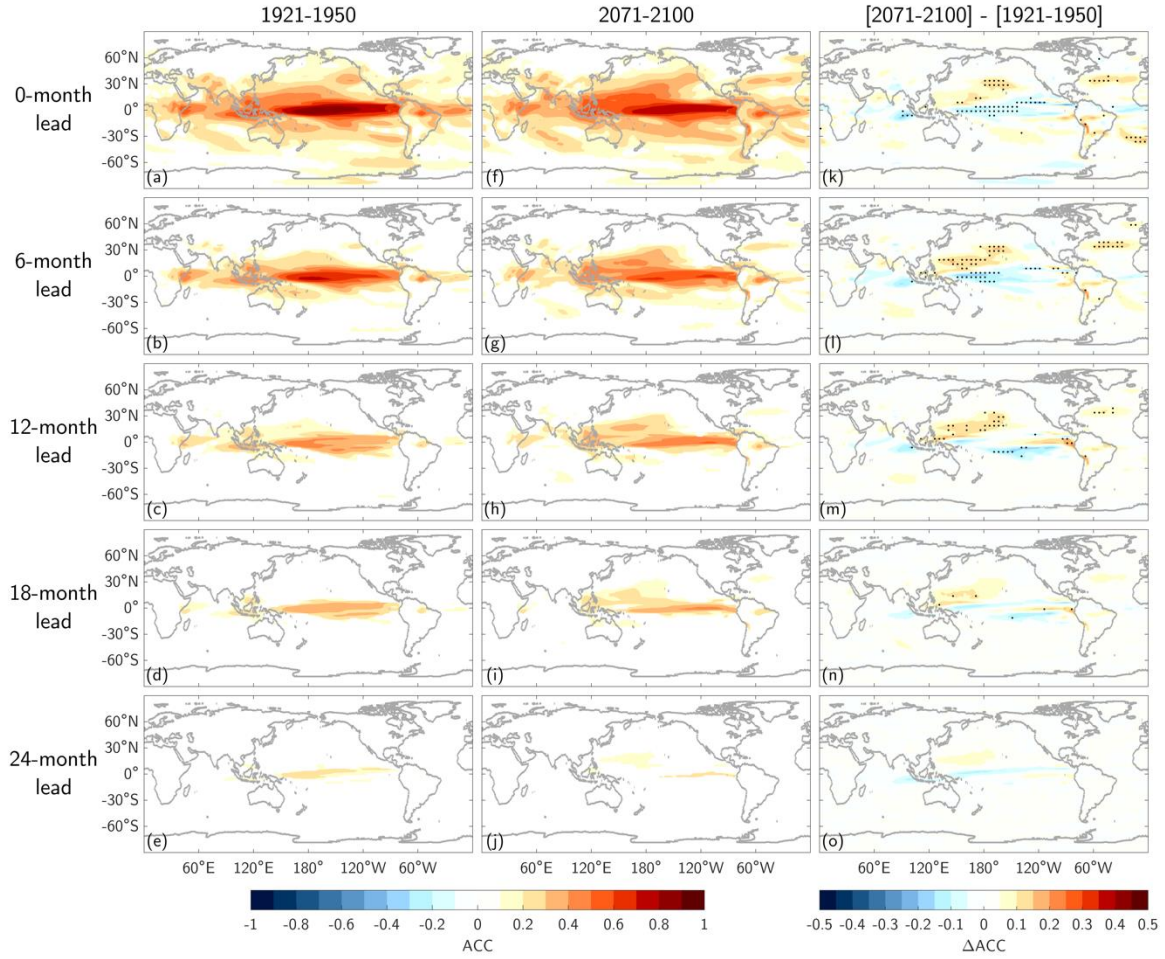 1921-1950 2071-2100 [2071-2100] - [1921-1950]
0-month
lead
60°N
30°N
0°
-30°S
-60°S
(a) (f) (k)
6-month
lead
60°N
30°N
0°
-30°S
-60°S
(b) (g) (l)
12-month
lead
60°N
30°N
0°
-30°S
-60°S
(c) (h) (m)
18-month
lead
60°N
30°N
0°
-30°S
-60°S
(d) (i) (n)
24-month
lead
60°N
30°N
0°
-30°S
-60°S
(e) (j) (o)
60°E 120°E 180° 120°W 60°W 60°E 120°E 180° 120°W 60°W 60°E 120°E 180° 120°W 60°W
-1 -0.8 -0.6 -0.4 -0.2 0 0.2 0.4 0.6 0.8 1 -0.5 -0.4 -0.3 -0.2 -0.1 0 0.1 0.2 0.3 0.4 0.5
ACC ΔACC